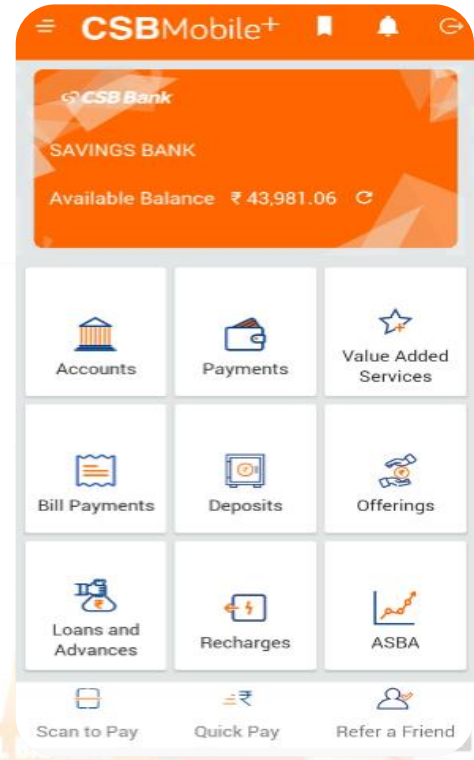 CSBMobile+
CSB Bank
SAVINGS BANK
Available Balance ₹ 43,981.06
Accounts
Payments
Value Added
Services
Bill Payments
Deposits
Offerings
Loans and
Advances
Recharges
ASBA
Scan to Pay
Quick Pay
Refer a Friend